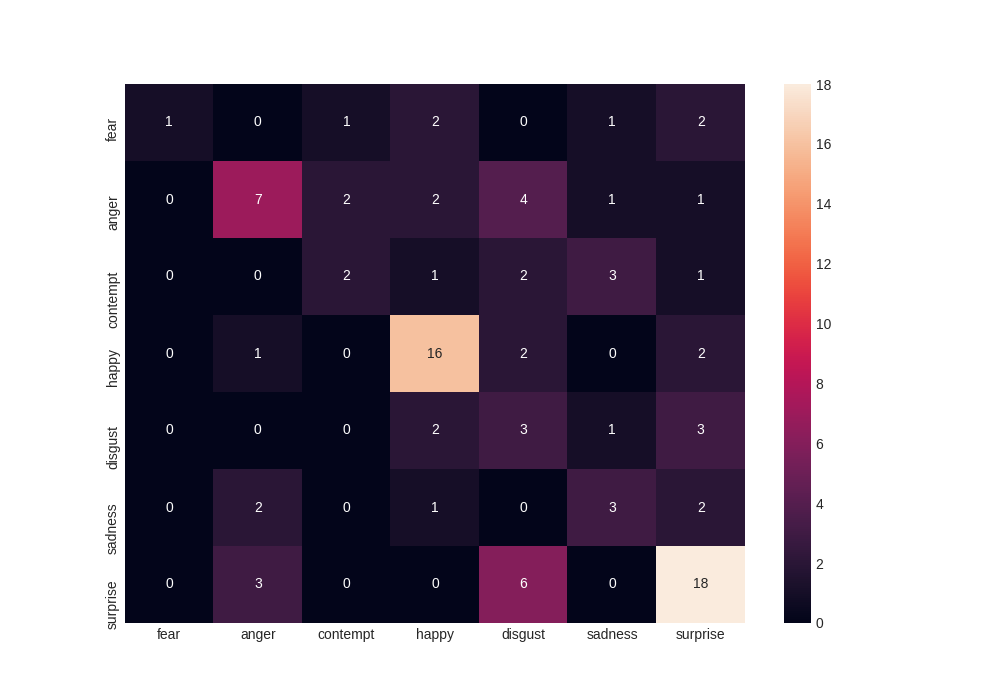 fear 1 0 1 2 0 1 2
anger 0 7 2 2 4 1 1
contempt 0 0 2 1 2 3 1
happy 0 1 0 16 2 0 2
disgust 0 0 0 2 3 1 3
sadness 0 2 0 1 0 3 2
surprise 0 3 0 0 6 0 18
fear anger contempt happy disgust sadness surprise
18
16
14
12
10
8
6
4
2
0